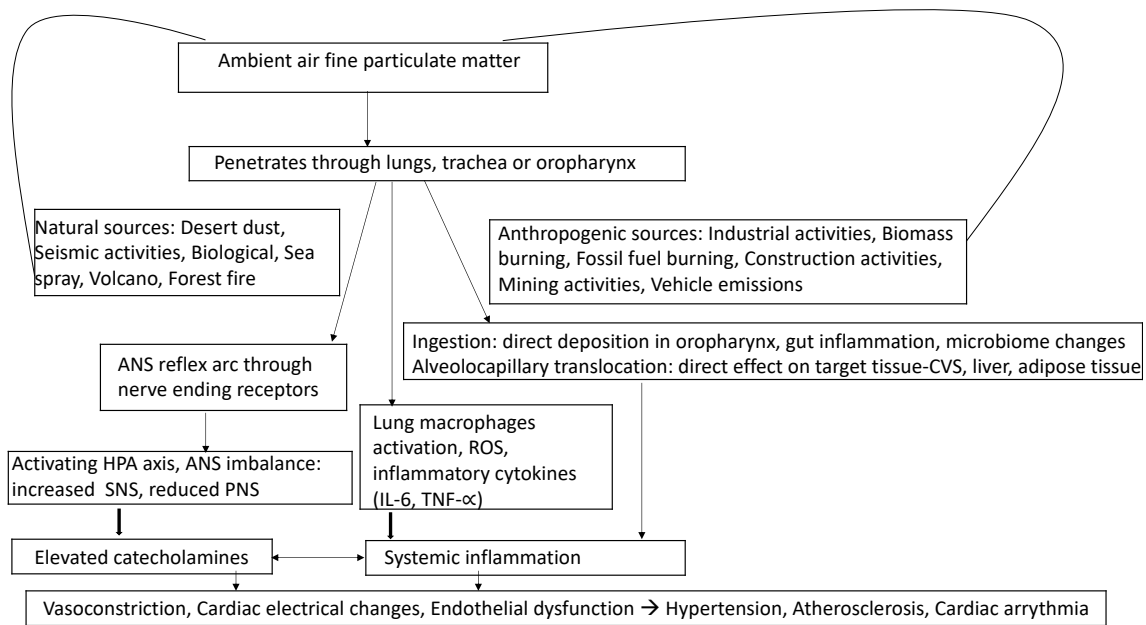 Ambient air fine particulate matter
Penetrates through lungs, trachea or oropharynx
Natural sources: Desert dust,
Seismic activities, Biological, Sea
spray, Volcano, Forest fire
Anthropogenic sources: Industrial activities, Biomass
burning, Fossil fuel burning, Construction activities,
Mining activities, Vehicle emissions
ANS reflex arc through
nerve ending receptors
Ingestion: direct deposition in oropharynx, gut inflammation, microbiome changes
Alveolocapillary translocation: direct effect on target tissue-CVS, liver, adipose tissue
Lung macrophages
activation, ROS,
inflammatory cytokines
(IL-6, TNF-∝)
Activating HPA axis, ANS imbalance:
increased SNS, reduced PNS
Elevated catecholamines
Systemic inflammation
Vasoconstriction, Cardiac electrical changes, Endothelial dysfunction → Hypertension, Atherosclerosis, Cardiac arrythmia